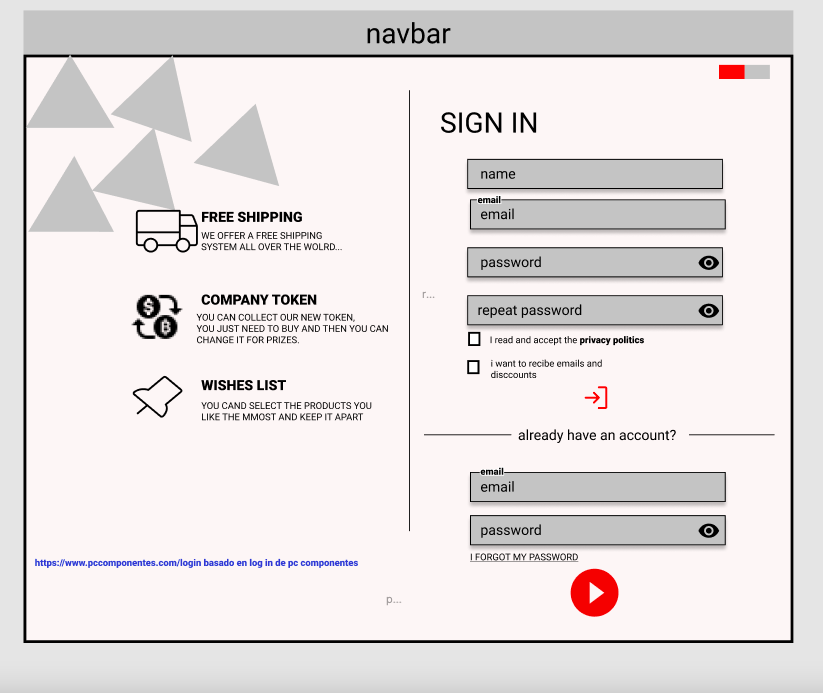 navbar
FREE SHIPPING
WE OFFER A FREE SHIPPING
SYSTEM ALL OVER THE WOLRD...
COMPANY TOKEN
YOU CAN COLLECT OUR NEW TOKEN,
YOU JUST NEED TO BUY AND THEN YOU CAN
CHANGE IT FOR PRIZES.
WISHES LIST
YOU CAND SELECT THE PRODUCTS YOU
LIKE THE MMOST AND KEEP IT APART
https://www.pccomponentes.com/login basado en log in de pc componentes
p...
r...
SIGN IN
name
email
email
password
repeat password
I read and accept the privacy politics
i want to recibe emails and
disccounts
already have an account?
email
email
password
I FORGOT MY PASSWORD